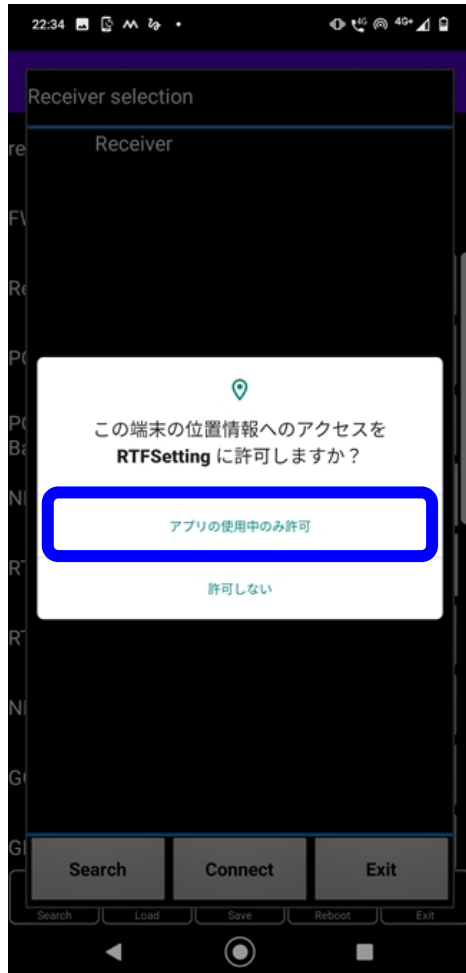 22:34
4G
4G+
Receiver selection
Receiver
この端末の位置情報へのアクセスを
RTFSetting に許可しますか？
アプリの使用中のみ許可
許可しない
Search Connect Exit
Search Load Save Reboot Exit